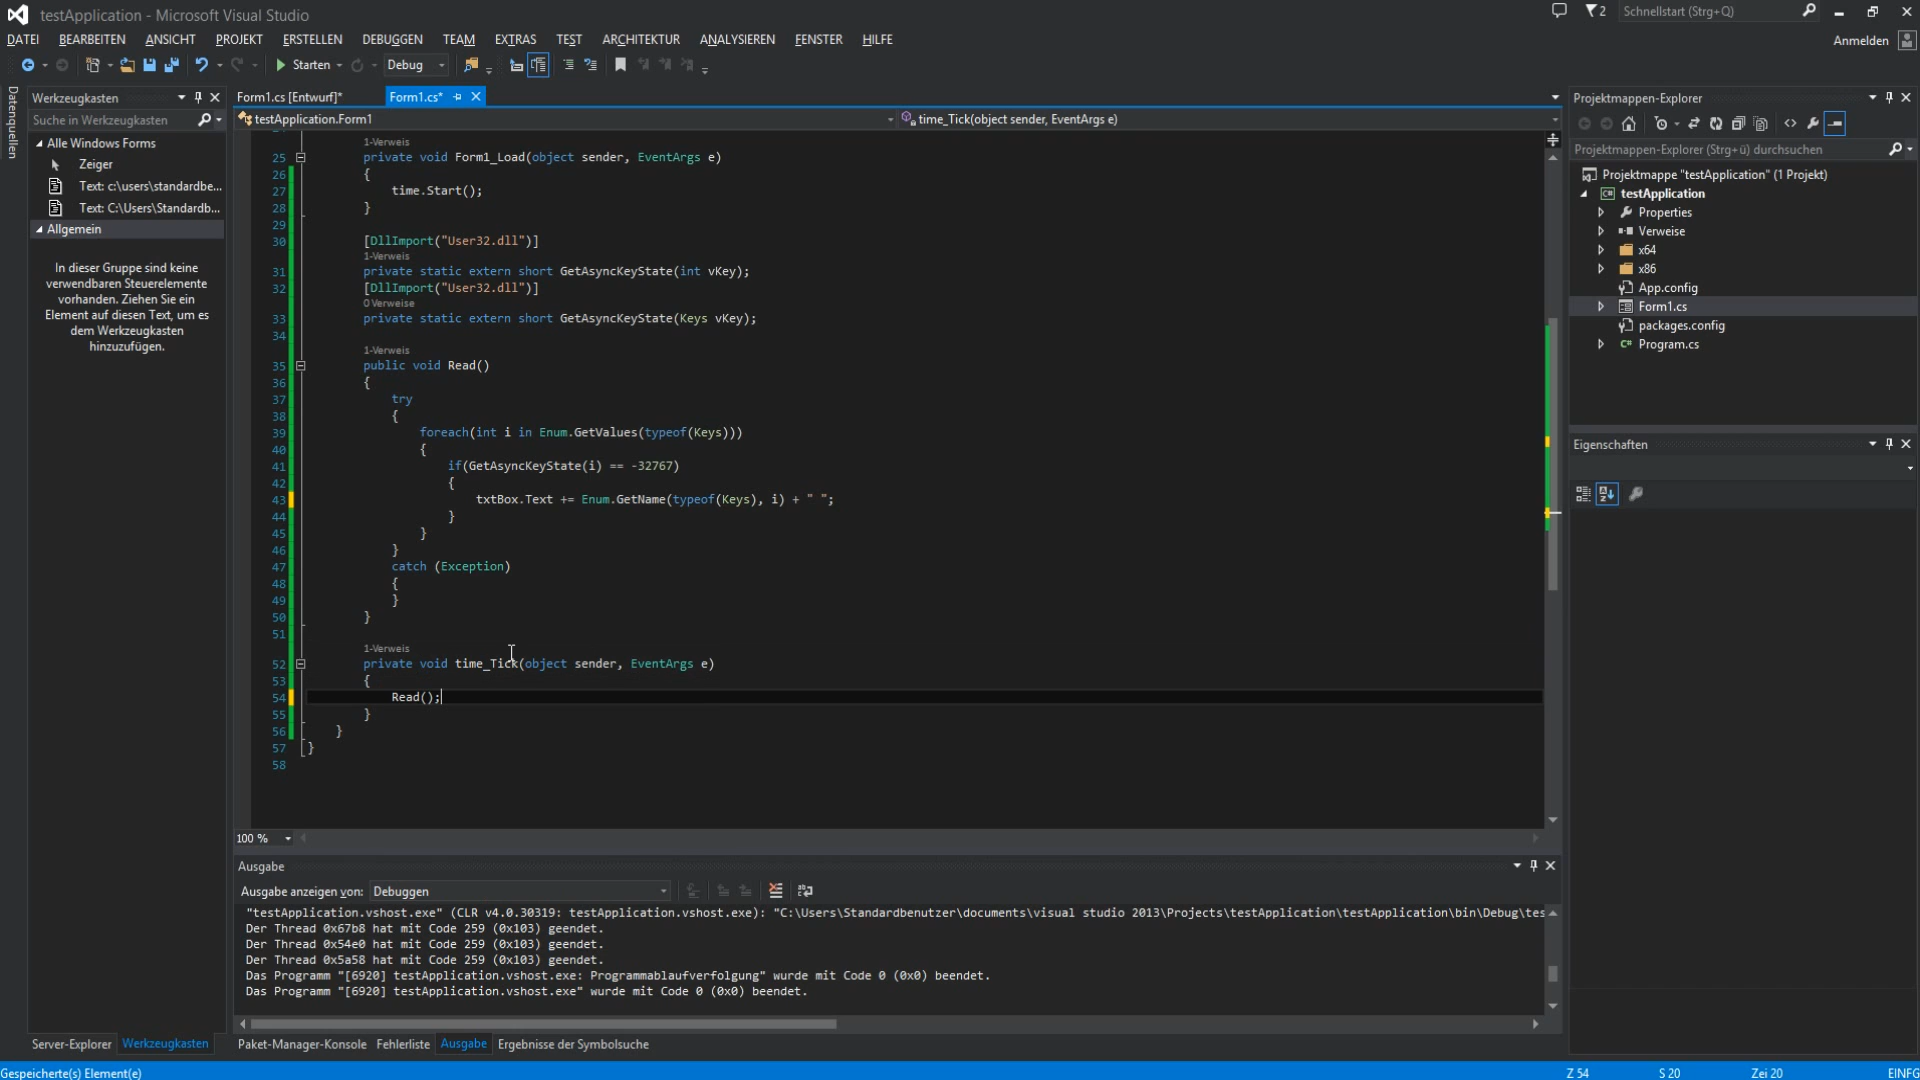 testApplication - Microsoft Visual Studio
2
Schnellstart (Strg+Q)
DATEI BEARBEITEN ANSICHT PROJEKT ERSTELLEN DEBUGGEN TEAM EXTRAS TEST ARCHITEKTUR ANALYSIEREN FENSTER HILFE
Anmelden
Starten Debug
Datenquellen
Werkzeugkasten
Suche in Werkzeugkasten
Alle Windows Forms
Zeiger
Text: c:\users\standardbe...
Text: C:\Users\Standardb...
Allgemein
In dieser Gruppe sind keine
verwendbaren Steuerelemente
vorhanden. Ziehen Sie ein
Element auf diesen Text, um es
dem Werkzeugkasten
hinzuzufügen.
Form1.cs [Entwurf]* Form1.cs*
testApplication.Form1 time_Tick(object sender, EventArgs e)
1-Verweis
25 private void Form1_Load(object sender, EventArgs e)
26 {
27 time.Start();
28 }
29
30 [DllImport("User32.dll")]
1-Verweis
31 private static extern short GetAsyncKeyState(int vKey);
32 [DllImport("User32.dll")]
0 Verweise
33 private static extern short GetAsyncKeyState(Keys vKey);
34
1-Verweis
35 public void Read()
36 {
37 try
38 {
39 foreach(int i in Enum.GetValues(typeof(Keys)))
40 {
41 if(GetAsyncKeyState(i) == -32767)
42 {
43 txtBox.Text += Enum.GetName(typeof(Keys), i) + " ";
44 }
45 }
46 }
47 catch (Exception)
48 {
49 }
50 }
51
1-Verweis
52 private void time_Tick(object sender, EventArgs e)
53 {
54 Read();
55 }
56 }
57 }
58
100 %
Ausgabe
Ausgabe anzeigen von: Debuggen
"testApplication.vshost.exe" (CLR v4.0.30319: testApplication.vshost.exe): "C:\Users\Standardbenutzer\documents\visual studio 2013\Projects\testApplication\testApplication\bin\Debug\tes
Der Thread 0x67b8 hat mit Code 259 (0x103) geendet.
Der Thread 0x54e0 hat mit Code 259 (0x103) geendet.
Der Thread 0x5a58 hat mit Code 259 (0x103) geendet.
Das Programm "[6920] testApplication.vshost.exe: Programmablaufverfolgung" wurde mit Code 0 (0x0) beendet.
Das Programm "[6920] testApplication.vshost.exe" wurde mit Code 0 (0x0) beendet.
Projektmappen-Explorer
Projektmappen-Explorer (Strg+ü) durchsuchen
Projektmappe "testApplication" (1 Projekt)
testApplication
Properties
Verweise
x64
x86
App.config
Form1.cs
packages.config
Program.cs
Eigenschaften
Server-Explorer Werkzeugkasten Paket-Manager-Konsole Fehlerliste Ausgabe Ergebnisse der Symbolsuche
Gespeicherte(s) Element(e) Z 54 S 20 Zei 20 EINFG